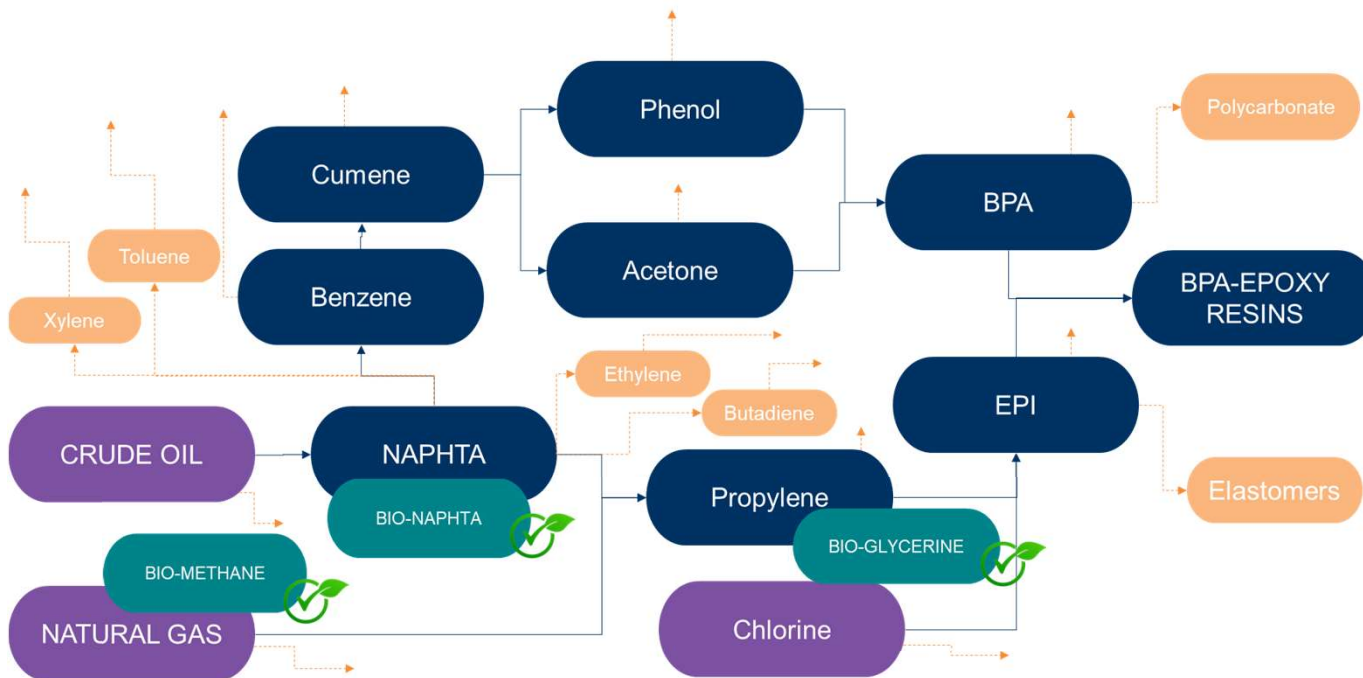 Phenol
Polycarbonate
Cumene
BPA
Toluene
Acetone
Benzene
BPA-EPOXY
RESINS
Xylene
Ethylene
Butadiene
EPI
CRUDE OIL
NAPHTA
Propylene
Elastomers
BIO-NAPHTA
BIO-GLYCERINE
BIO-METHANE
NATURAL GAS
Chlorine